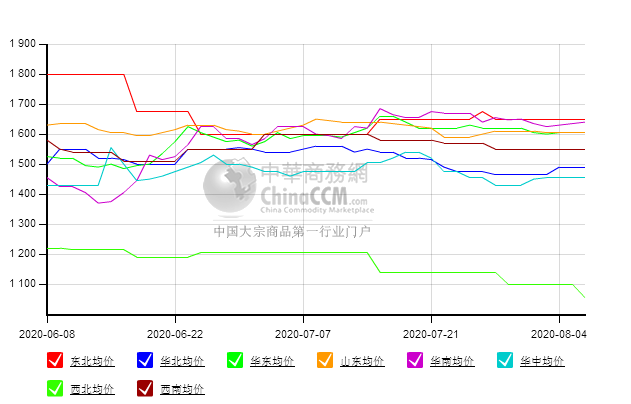 1 900
1 800
1 700
1 600
1 500
1 400
1 300
1 200
1 100
中華商務網
ChinaCCM.com
China Commodity Marketplace
中国大宗商品第一行业门户
2020-06-08 2020-06-22 2020-07-07 2020-07-21 2020-08-04
东北均价 华北均价 华东均价 山东均价 华南均价 华中均价
西北均价 西南均价